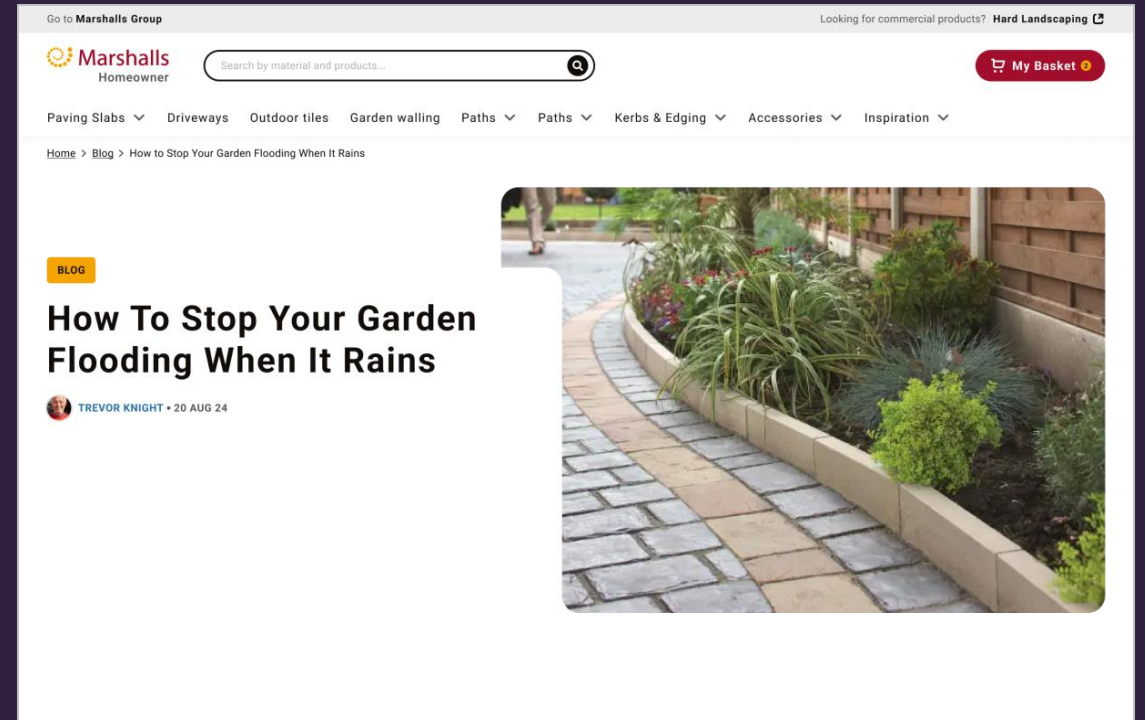 Go to Marshalls Group
Looking for commercial products? Hard Landscaping
Marshalls
Homeowner
Search by material and products...
My Basket 2
Paving Slabs Driveways Outdoor tiles Garden walling Paths Paths Kerbs & Edging Accessories Inspiration
Home > Blog > How to Stop Your Garden Flooding When It Rains
BLOG
How To Stop Your Garden
Flooding When It Rains
TREVOR KNIGHT • 20 AUG 24